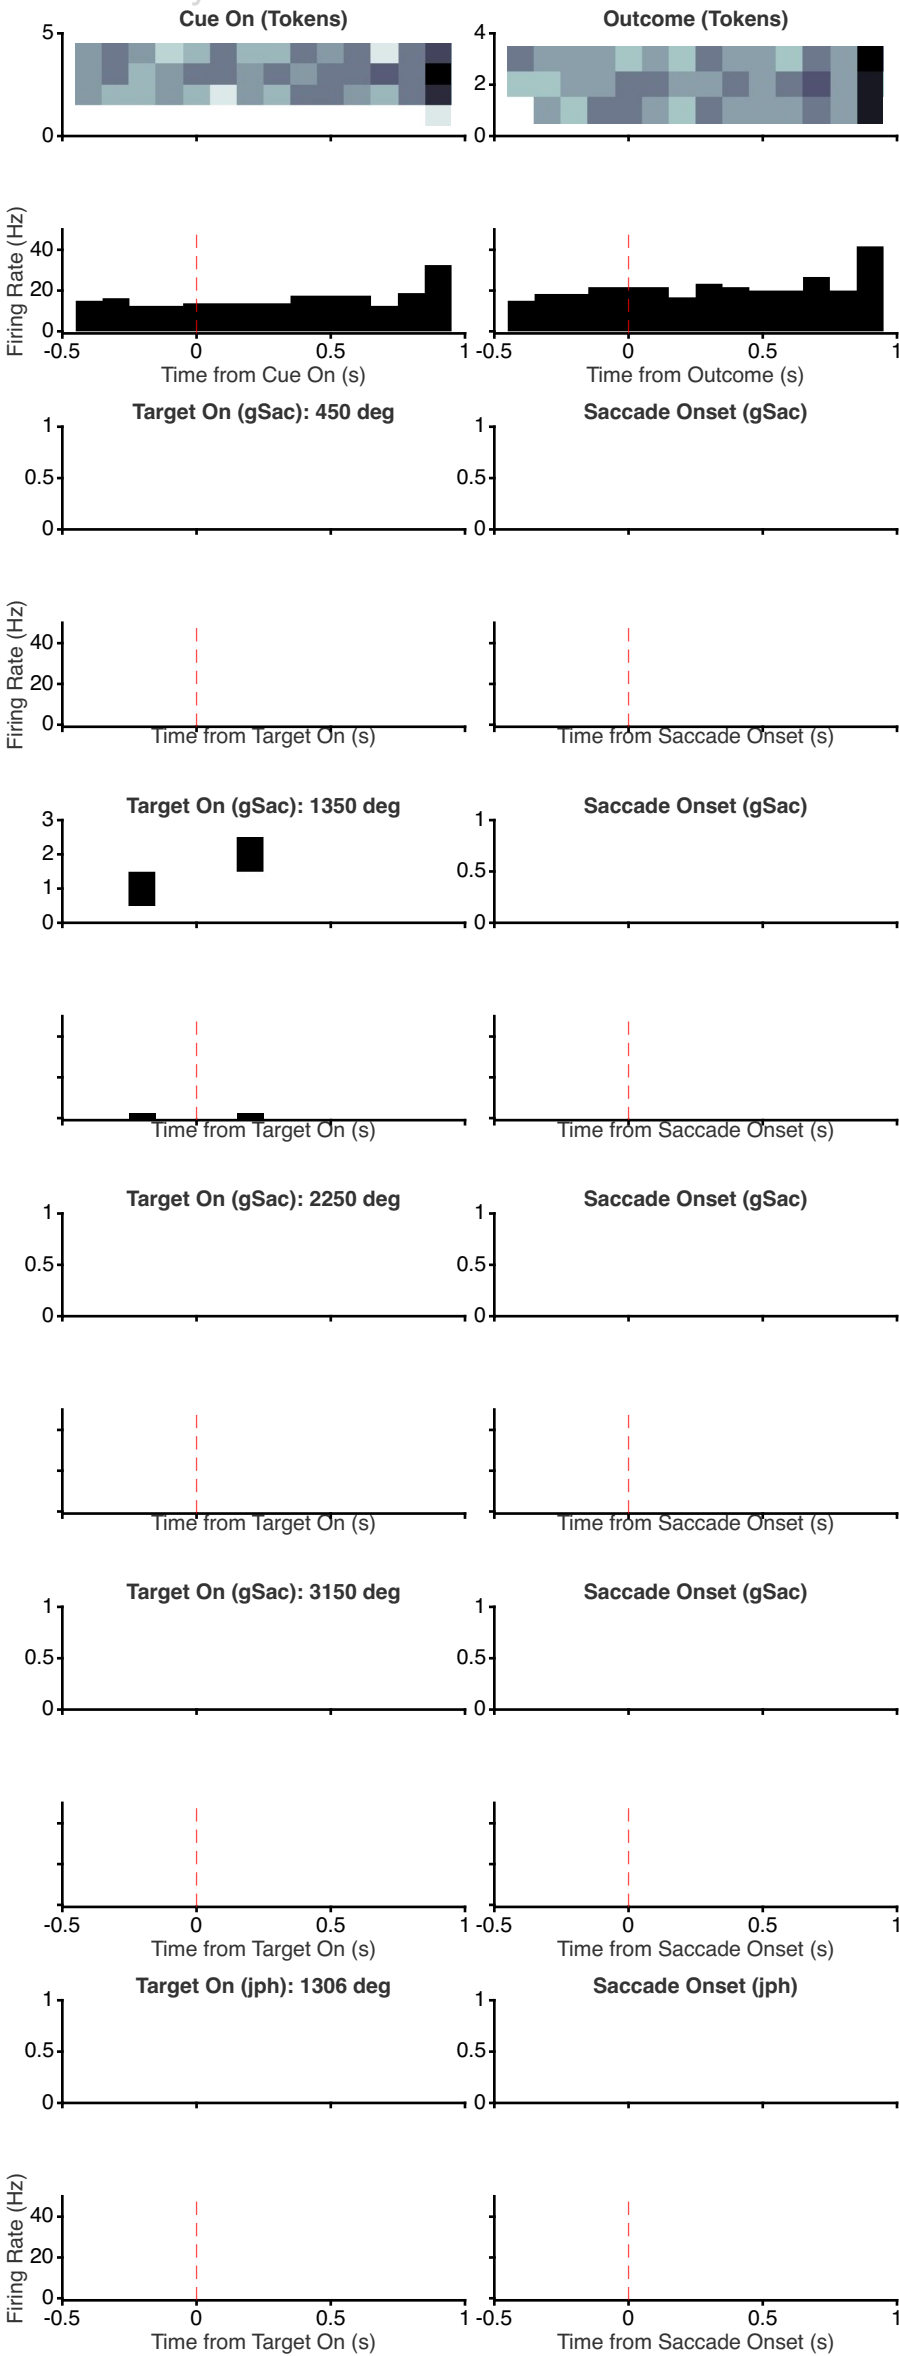 Cue On (Tokens)
Outcome (Tokens)
5
0
4
2
0
Firing Rate (Hz)
40
20
0
-0.5 0 0.5 1
-0.5 0 0.5 1
Time from Cue On (s)
Time from Outcome (s)
Target On (gSac): 450 deg
Saccade Onset (gSac)
1
0.5
0
1
0.5
0
Firing Rate (Hz)
40
20
0
Time from Target On (s)
Time from Saccade Onset (s)
Target On (gSac): 1350 deg
Saccade Onset (gSac)
3
2
1
0
1
0.5
0
Time from Target On (s)
Time from Saccade Onset (s)
Target On (gSac): 2250 deg
Saccade Onset (gSac)
1
0.5
0
1
0.5
0
Time from Target On (s)
Time from Saccade Onset (s)
Target On (gSac): 3150 deg
Saccade Onset (gSac)
1
0.5
0
1
0.5
0
-0.5 0 0.5 1
-0.5 0 0.5 1
Time from Target On (s)
Time from Saccade Onset (s)
Target On (jph): 1306 deg
Saccade Onset (jph)
1
0.5
0
1
0.5
0
Firing Rate (Hz)
40
20
0
-0.5 0 0.5 1
-0.5 0 0.5 1
Time from Target On (s)
Time from Saccade Onset (s)